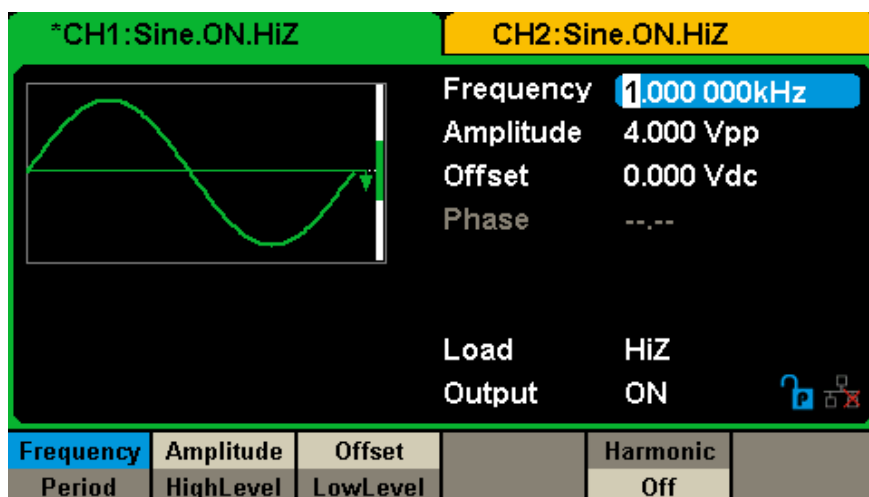 *CH1:Sine.ON.HiZ CH2:Sine.ON.HiZ
Frequency 1.000 000kHz
Amplitude 4.000 Vpp
Offset 0.000 Vdc
Phase --.--
Load HiZ
Output ON
P
Frequency Amplitude Offset Harmonic
Period HighLevel LowLevel Off